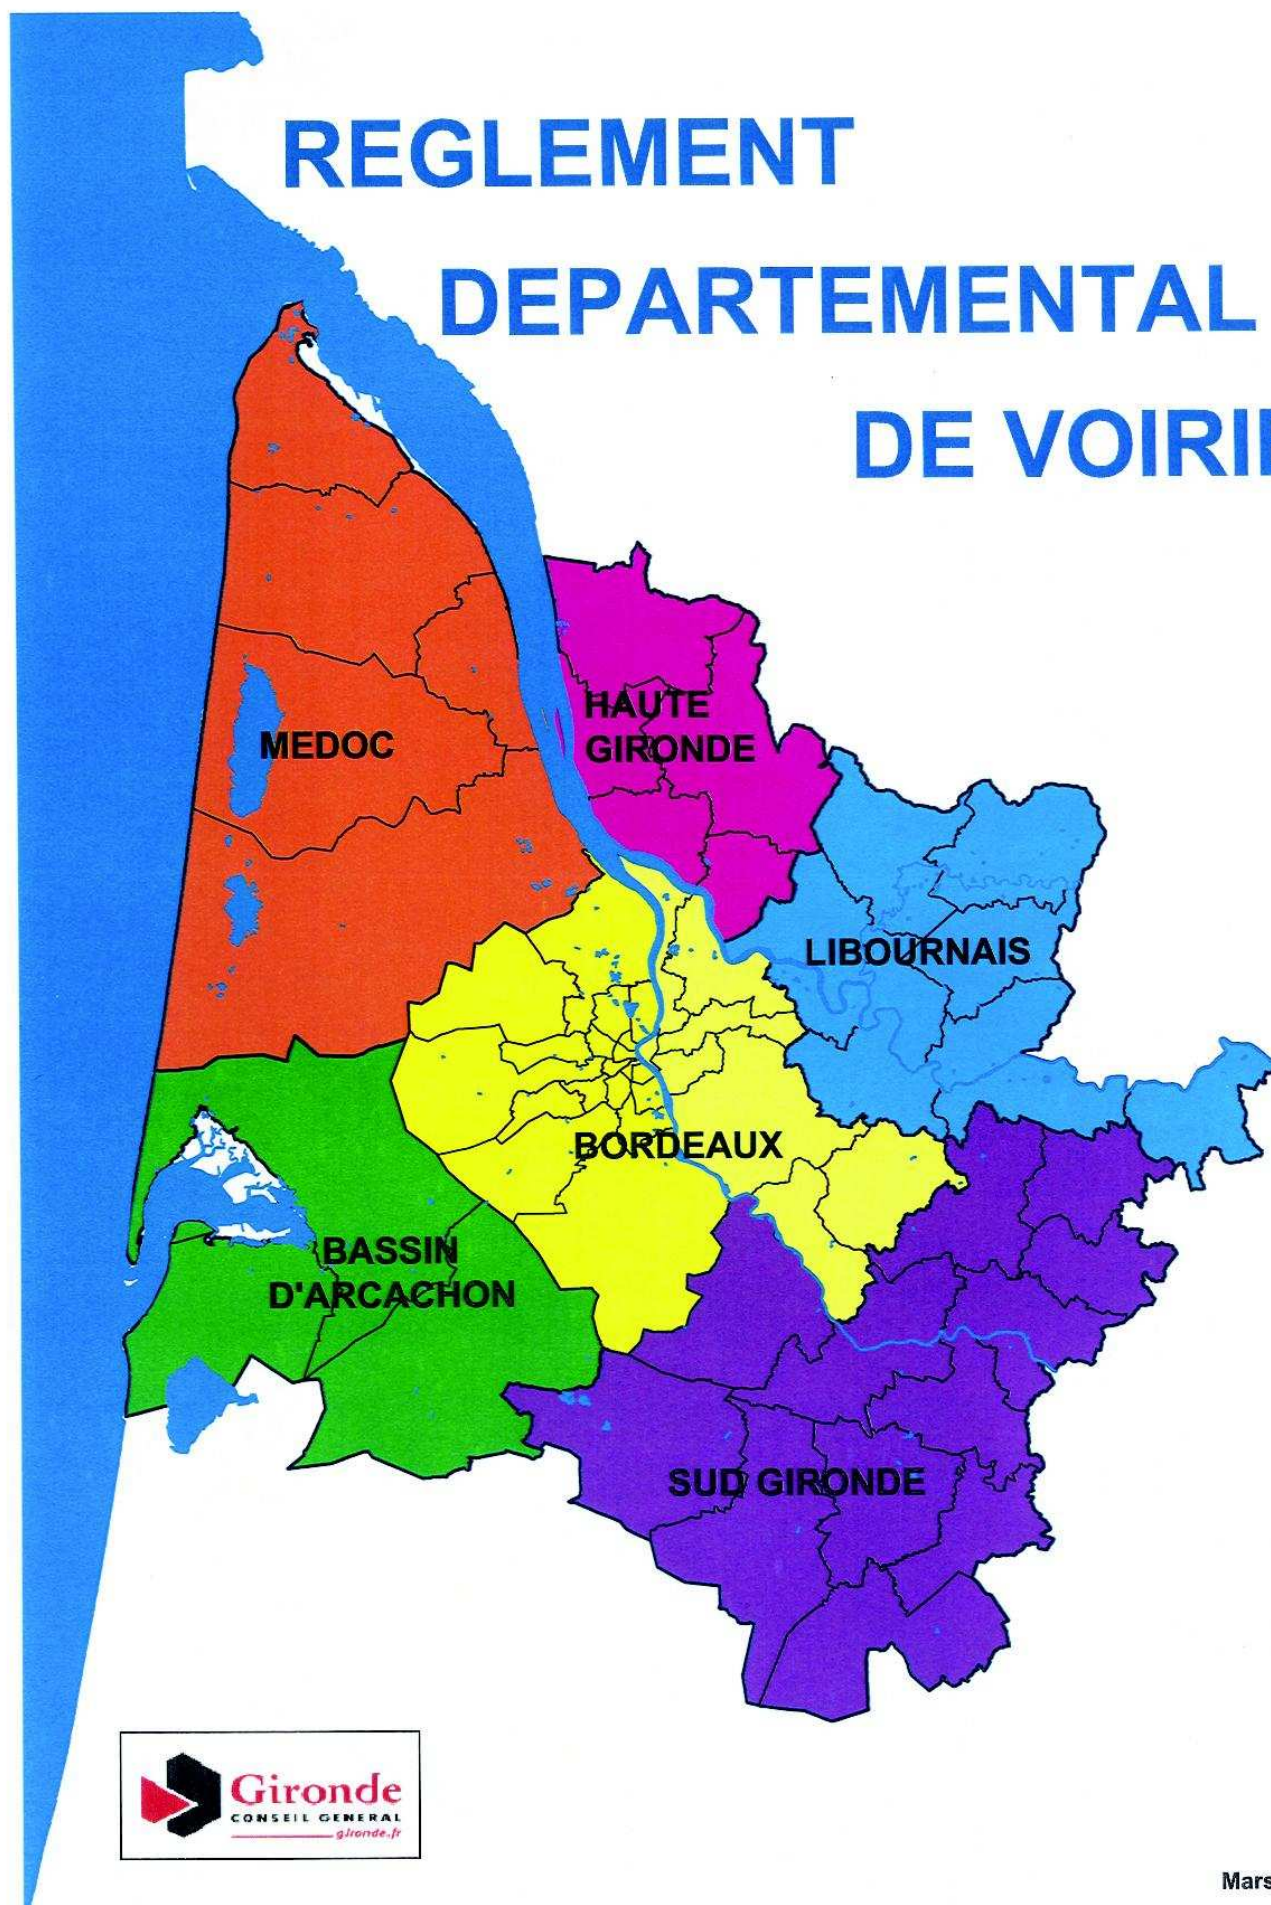 REGLEMENT
DEPARTEMENTAL
DE VOIRI
HAUTE
GIRONDE
MEDOC
LIBOURNAIS
BORDEAUX
BASSIN
D'ARCACHON
SUD GIRONDE
Gironde
CONSEIL GENERAL
gironde.fr
Mars